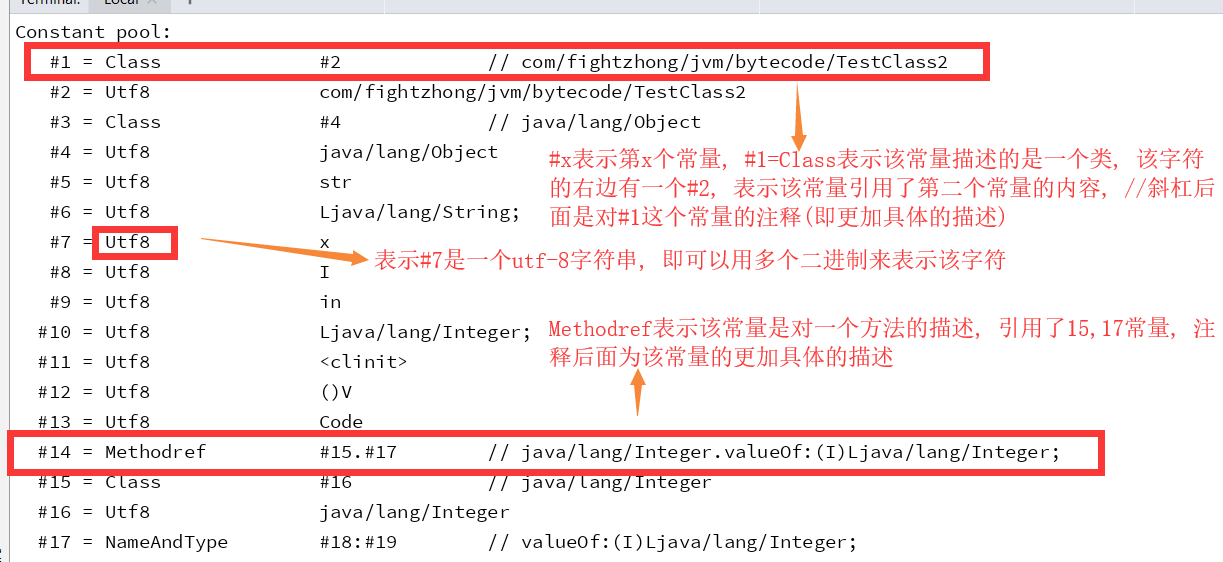 Terminal: Local × +
Constant pool:
#1 = Class #2 // com/fightzhong/jvm/bytecode/TestClass2
#2 = Utf8 com/fightzhong/jvm/bytecode/TestClass2
#3 = Class #4 // java/lang/Object
#4 = Utf8 java/lang/Object
#x表示第x个常量, #1=Class表示该常量描述的是一个类, 该字符
的右边有一个#2, 表示该常量引用了第二个常量的内容, //斜杠后
面是对#1这个常量的注释(即更加具体的描述)
#5 = Utf8 str
#6 = Utf8 Ljava/lang/String;
#7 = Utf8 x
表示#7是一个utf-8字符串, 即可以用多个二进制来表示该字符
#8 = Utf8 I
#9 = Utf8 in
#10 = Utf8 Ljava/lang/Integer;
Methodref表示该常量是对一个方法的描述, 引用了15,17常量, 注
释后面为该常量的更加具体的描述
#11 = Utf8 <clinit>
#12 = Utf8 ()V
#13 = Utf8 Code
#14 = Methodref #15.#17 // java/lang/Integer.valueOf:(I)Ljava/lang/Integer;
#15 = Class #16 // java/lang/Integer
#16 = Utf8 java/lang/Integer
#17 = NameAndType #18:#19 // valueOf:(I)Ljava/lang/Integer;